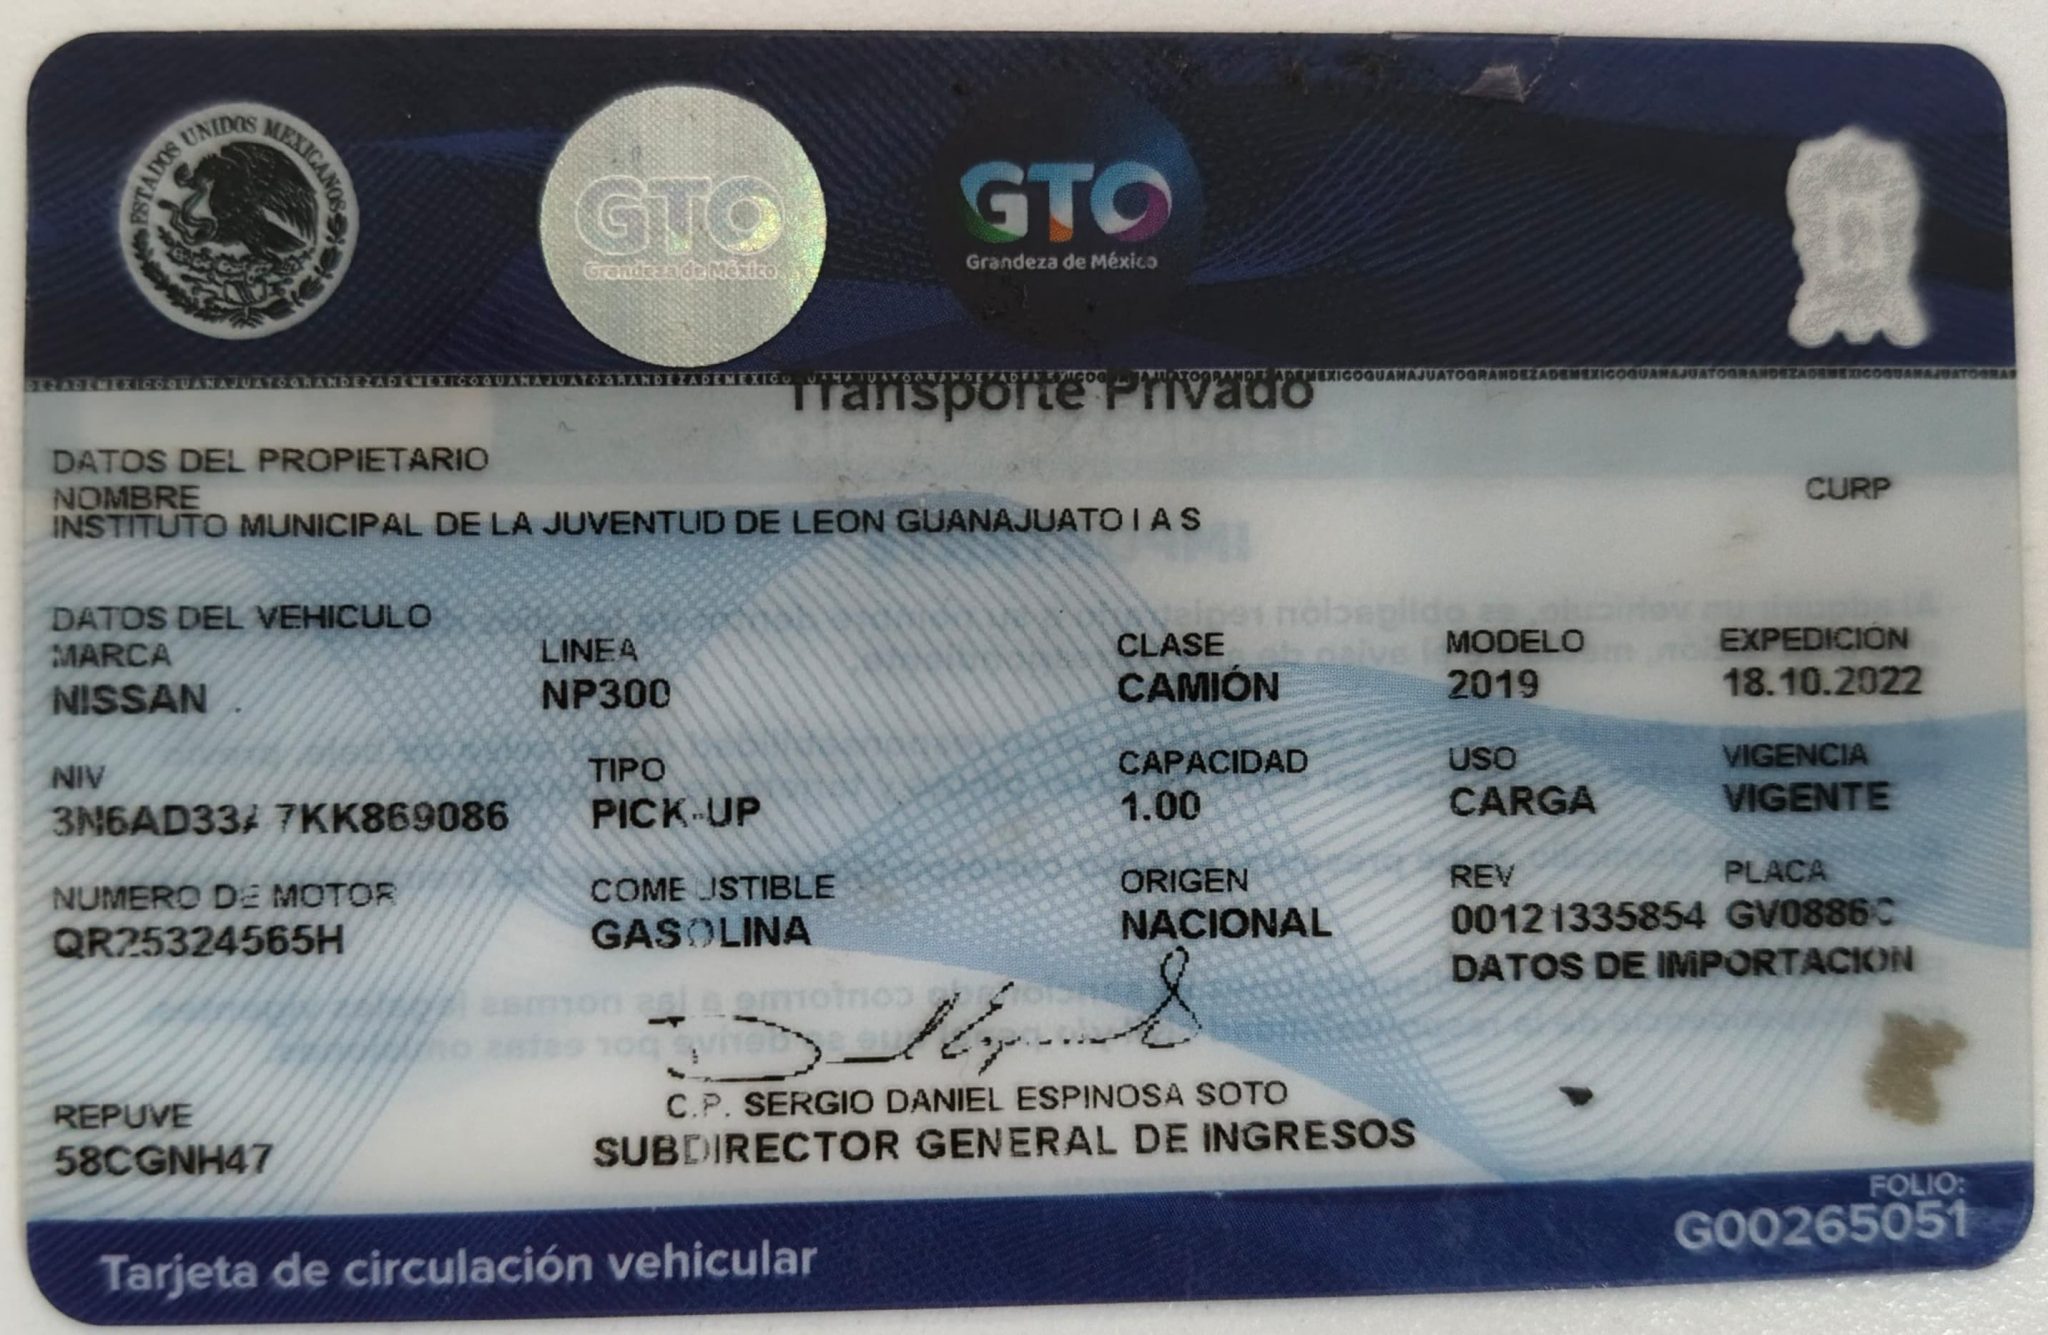 ESTADOS UNIDOS MEXICANOS
GTO
Grandeza de México
GTO
Grandeza de México
Transporte Privado
DATOS DEL PROPIETARIO
NOMBRE CURP
INSTITUTO MUNICIPAL DE LA JUVENTUD DE LEON GUANAJUATO I A S
DATOS DEL VEHICULO
MARCA LINEA CLASE MODELO EXPEDICIÓN
NISSAN NP300 CAMIÓN 2019 18.10.2022
NIV TIPO CAPACIDAD USO VIGENCIA
PICK-UP 1.00 CARGA VIGENTE
NUMERO DE MOTOR COMBUSTIBLE ORIGEN REV PLACA
QR25324565H GASOLINA NACIONAL 00121335854
DATOS DE IMPORTACION
C.P. SERGIO DANIEL ESPINOSA SOTO
SUBDIRECTOR GENERAL DE INGRESOS
REPUVE
58CGNH47
FOLIO:
G00265051
Tarjeta de circulación vehicular